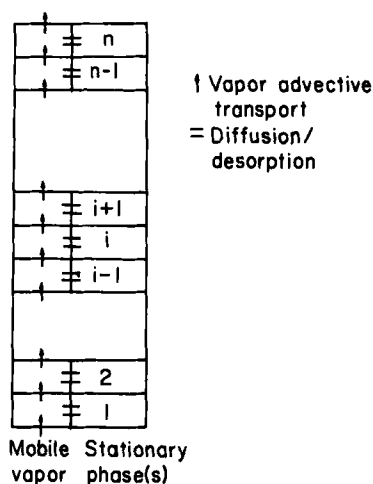 n
n-1
↑ Vapor advective
transport
= Diffusion/
desorption
i+1
i
i-1
2
1
Mobile Stationary
vapor phase(s)